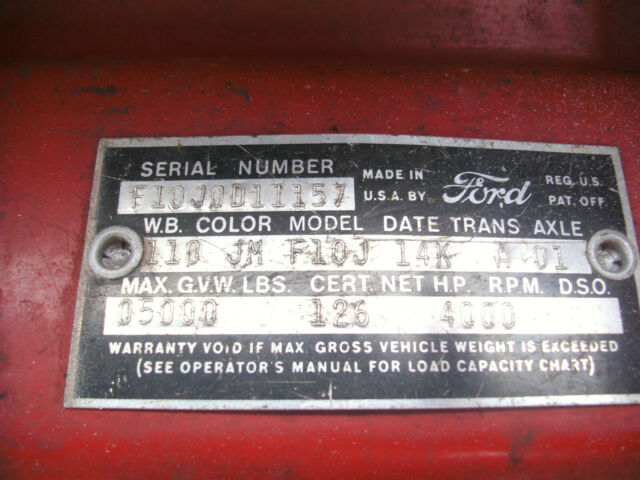 SERIAL NUMBER
MADE IN U.S.A. BY Ford REG. U.S. PAT. OFF.
F10J0D11157
W.B. COLOR MODEL DATE TRANS AXLE
110 JM F10J 14K A 01
MAX. G.V.W. LBS. CERT. NET H.P. R.P.M. D.S.O.
05000 126 4000
WARRANTY VOID IF MAX. GROSS VEHICLE WEIGHT IS EXCEEDED
(SEE OPERATOR'S MANUAL FOR LOAD CAPACITY CHART)